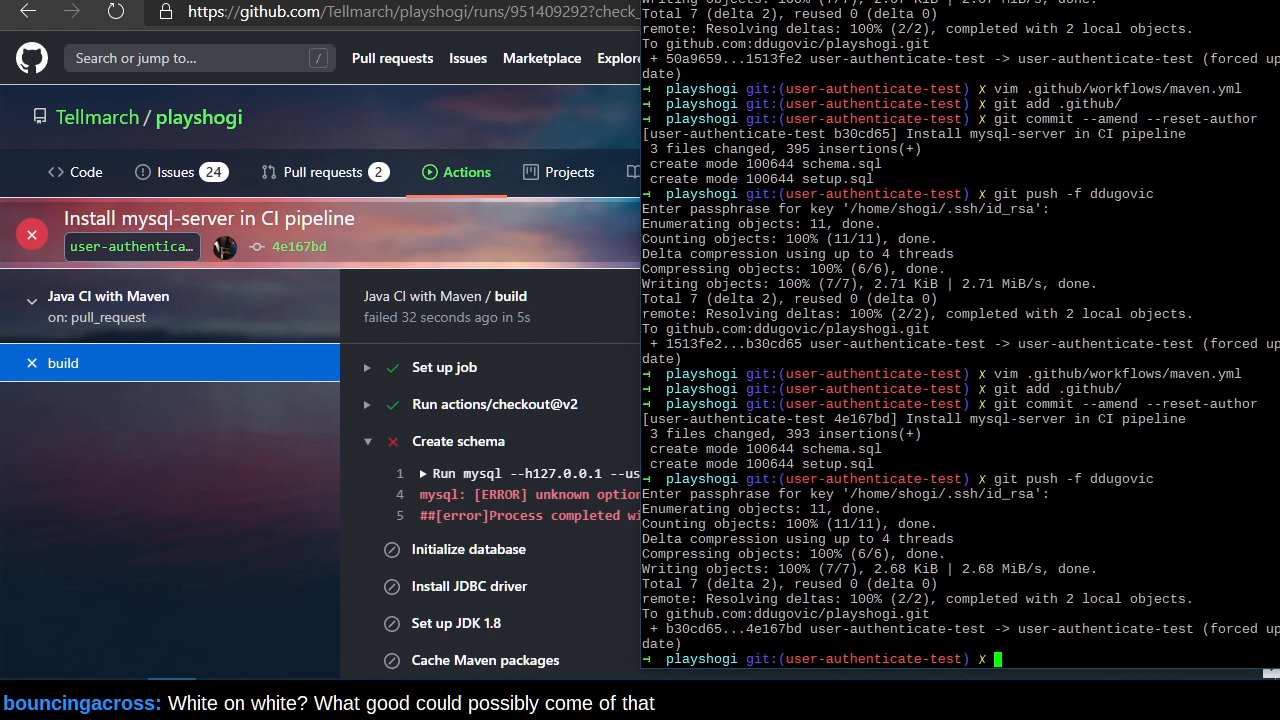 https://github.com/Tellmarch/playshogi/runs/951409292?check_
Search or jump to...
/
Pull requests
Issues
Marketplace
Explore
Tellmarch / playshogi
Code
Issues 24
Pull requests 2
Actions
Projects
Install mysql-server in CI pipeline
user-authentica…
4e167bd
Java CI with Maven
on: pull_request
build
Java CI with Maven / build
failed 32 seconds ago in 5s
Set up job
Run actions/checkout@v2
Create schema
1 Run mysql --h127.0.0.1 --us
4 mysql: [ERROR] unknown option
5 ##[error]Process completed wi
Initialize database
Install JDBC driver
Set up JDK 1.8
Cache Maven packages
Writing objects: 100% (7/7), 2.67 KiB | 2.67 MiB/s, done.
Total 7 (delta 2), reused 0 (delta 0)
remote: Resolving deltas: 100% (2/2), completed with 2 local objects.
To github.com:ddugovic/playshogi.git
 + 50a9659...1513fe2 user-authenticate-test -> user-authenticate-test (forced up
date)
→ playshogi git:(user-authenticate-test) ✗ vim .github/workflows/maven.yml
→ playshogi git:(user-authenticate-test) ✗ git add .github/
→ playshogi git:(user-authenticate-test) ✗ git commit --amend --reset-author
[user-authenticate-test b30cd65] Install mysql-server in CI pipeline
 3 files changed, 395 insertions(+)
 create mode 100644 schema.sql
 create mode 100644 setup.sql
→ playshogi git:(user-authenticate-test) ✗ git push -f ddugovic
Enter passphrase for key '/home/shogi/.ssh/id_rsa':
Enumerating objects: 11, done.
Counting objects: 100% (11/11), done.
Delta compression using up to 4 threads
Compressing objects: 100% (6/6), done.
Writing objects: 100% (7/7), 2.71 KiB | 2.71 MiB/s, done.
Total 7 (delta 2), reused 0 (delta 0)
remote: Resolving deltas: 100% (2/2), completed with 2 local objects.
To github.com:ddugovic/playshogi.git
 + 1513fe2...b30cd65 user-authenticate-test -> user-authenticate-test (forced up
date)
→ playshogi git:(user-authenticate-test) ✗ vim .github/workflows/maven.yml
→ playshogi git:(user-authenticate-test) ✗ git add .github/
→ playshogi git:(user-authenticate-test) ✗ git commit --amend --reset-author
[user-authenticate-test 4e167bd] Install mysql-server in CI pipeline
 3 files changed, 393 insertions(+)
 create mode 100644 schema.sql
 create mode 100644 setup.sql
→ playshogi git:(user-authenticate-test) ✗ git push -f ddugovic
Enter passphrase for key '/home/shogi/.ssh/id_rsa':
Enumerating objects: 11, done.
Counting objects: 100% (11/11), done.
Delta compression using up to 4 threads
Compressing objects: 100% (6/6), done.
Writing objects: 100% (7/7), 2.68 KiB | 2.68 MiB/s, done.
Total 7 (delta 2), reused 0 (delta 0)
remote: Resolving deltas: 100% (2/2), completed with 2 local objects.
To github.com:ddugovic/playshogi.git
 + b30cd65...4e167bd user-authenticate-test -> user-authenticate-test (forced up
date)
→ playshogi git:(user-authenticate-test) ✗
bouncingacross: White on white? What good could possibly come of that